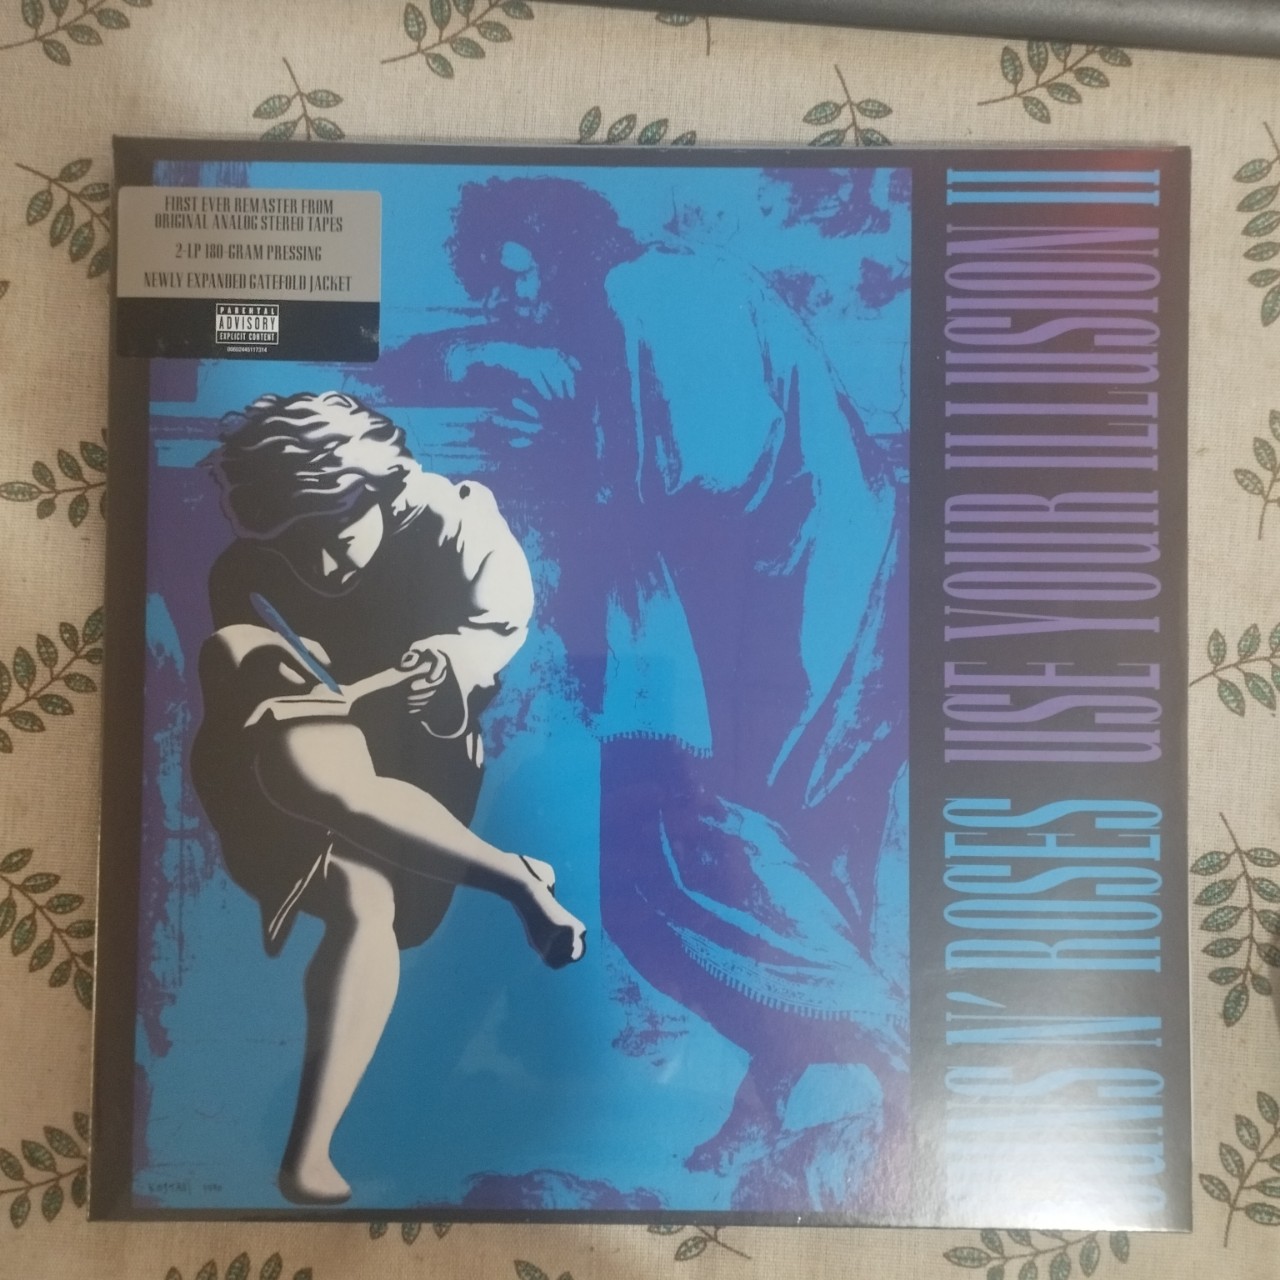 FIRST EVER REMASTER FROM
ORIGINAL ANALOG STEREO TAPES
2-LP 180-GRAM PRESSING
NEWLY EXPANDED GATEFOLD JACKET
PARENTAL
ADVISORY
EXPLICIT CONTENT
GUNS N' ROSES USE YOUR ILLUSION II